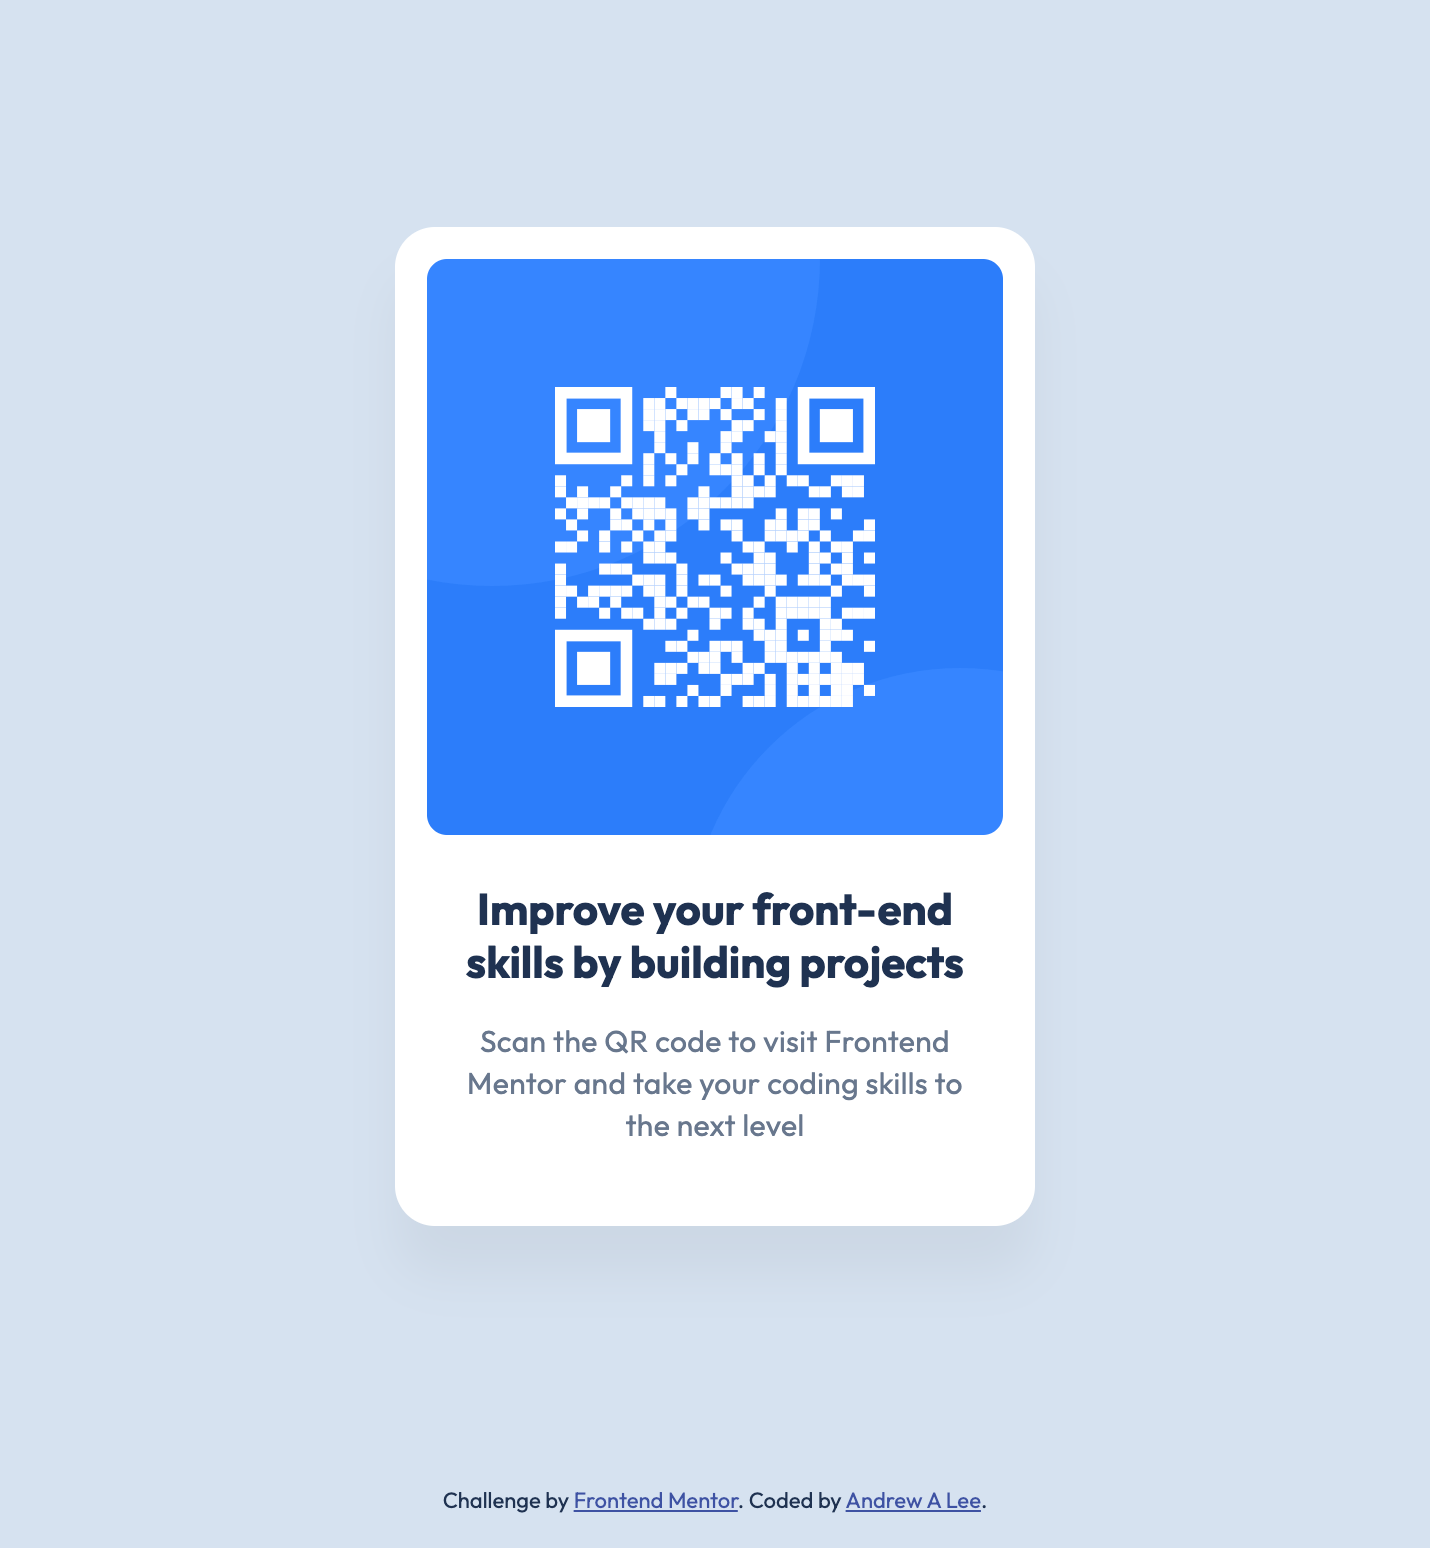 Improve your front-end
skills by building projects
Scan the QR code to visit Frontend
Mentor and take your coding skills to
the next level
Challenge by Frontend Mentor. Coded by Andrew A Lee.